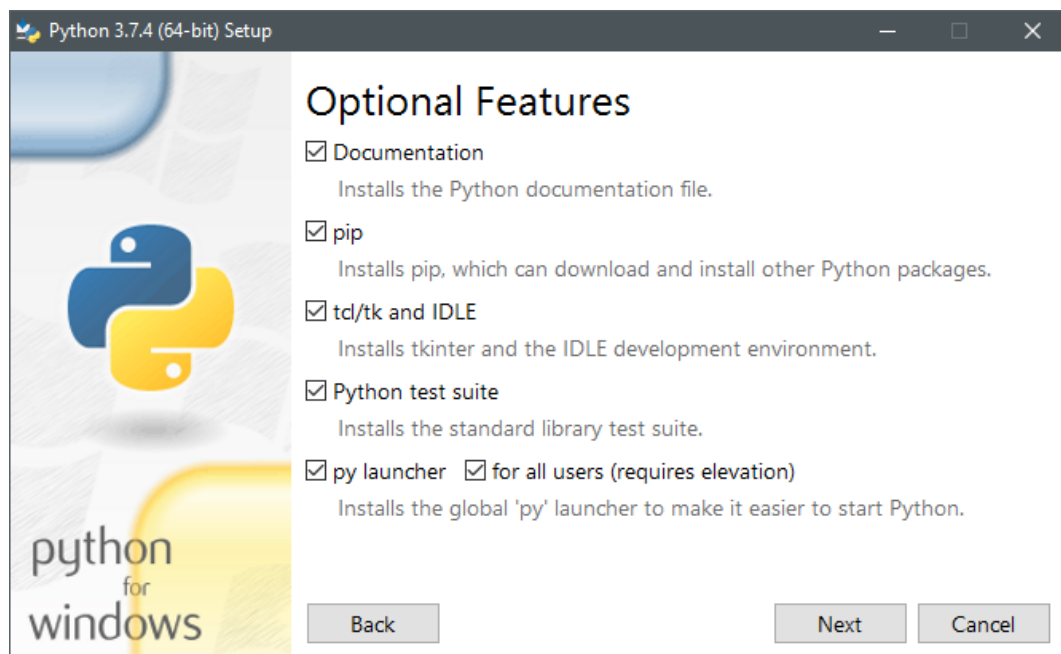 Python 3.7.4 (64-bit) Setup
Optional Features
Documentation
Installs the Python documentation file.
pip
Installs pip, which can download and install other Python packages.
tcl/tk and IDLE
Installs tkinter and the IDLE development environment.
Python test suite
Installs the standard library test suite.
py launcher for all users (requires elevation)
Installs the global 'py' launcher to make it easier to start Python.
python
for
windows
Back Next Cancel